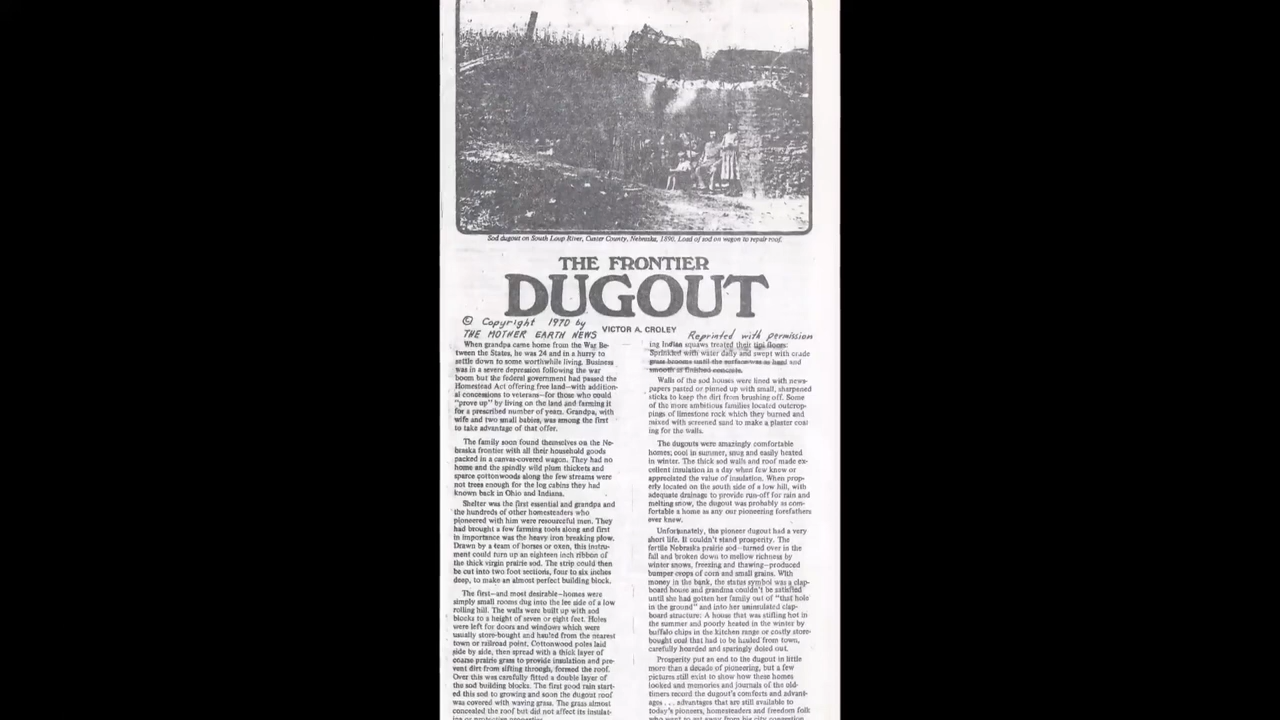 Sod dugout on South Loup River, Custer County, Nebraska, 1890. Load of sod on wagon to repair roof.
THE FRONTIER
DUGOUT
© Copyright 1970 by
THE MOTHER EARTH NEWS
VICTOR A. CROLEY
Reprinted with permission
When grandpa came home from the War Be-
tween the States, he was 24 and in a hurry to
settle down to some worthwhile living. Business
was in a severe depression following the war
boom but the federal government had passed the
Homestead Act offering free land—with addition-
al concessions to veterans—for those who could
"prove up" by living on the land and farming it
for a prescribed number of years. Grandpa, with
wife and two small babies, was among the first
to take advantage of that offer.
The family soon found themselves on the Ne-
braska frontier with all their household goods
packed in a canvas-covered wagon. They had no
home and the spindly wild plum thickets and
sparce cottonwoods along the few streams were
not trees enough for the log cabins they had
known back in Ohio and Indiana.
Shelter was the first essential and grandpa and
the hundreds of other homesteaders who
pioneered with him were resourceful men. They
had brought a few farming tools along and first
in importance was the heavy iron breaking plow.
Drawn by a team of horses or oxen, this instru-
ment could turn up an eighteen inch ribbon of
the thick virgin prairie sod. The strip could then
be cut into two foot sections, four to six inches
deep, to make an almost perfect building block.
The first—and most desirable—homes were
simply small rooms dug into the lee side of a low
rolling hill. The walls were built up with sod
blocks to a height of seven or eight feet. Holes
were left for doors and windows which were
usually store-bought and hauled from the nearest
town or railroad point. Cottonwood poles laid
side by side, then spread with a thick layer of
coarse prairie grass to provide insulation and pre-
vent dirt from sifting through, formed the roof.
Over this was carefully fitted a double layer of
the sod building blocks. The first good rain start-
ed this sod to growing and soon the dugout roof
was covered with waving grass. The grass almost
concealed the roof but did not affect its insulat-
ing or protective properties.
ing Indian squaws treated their tipi floors:
Sprinkled with water daily and swept with crude
grass brooms until the surface was as hard and
smooth as finished concrete.
Walls of the sod houses were lined with news-
papers pasted or pinned up with small, sharpened
sticks to keep the dirt from brushing off. Some
of the more ambitious families located outcrop-
pings of limestone rock which they burned and
mixed with screened sand to make a plaster coat
ing for the walls.
The dugouts were amazingly comfortable
homes; cool in summer, snug and easily heated
in winter. The thick sod walls and roof made ex-
cellent insulation in a day when few knew or
appreciated the value of insulation. When prop-
erly located on the south side of a low hill, with
adequate drainage to provide run-off for rain and
melting snow, the dugout was probably as com-
fortable a home as any our pioneering forefathers
ever knew.
Unfortunately, the pioneer dugout had a very
short life. It couldn't stand prosperity. The
fertile Nebraska prairie sod—turned over in the
fall and broken down to mellow richness by
winter snows, freezing and thawing—produced
bumper crops of corn and small grains. With
money in the bank, the status symbol was a clap-
board house and grandma couldn't be satisfied
until she had gotten her family out of "that hole
in the ground" and into her uninsulated clap-
board structure: A house that was stifling hot in
the summer and poorly heated in the winter by
buffalo chips in the kitchen range or costly store-
bought coal that had to be hauled from town,
carefully hoarded and sparingly doled out.
Prosperity put an end to the dugout in little
more than a decade of pioneering, but a few
pictures still exist to show how these homes
looked and memories and journals of the old-
timers record the dugout's comforts and advant-
ages . . . advantages that are still available to
today's pioneers, homesteaders and freedom folk
who want to get away from big city congestion